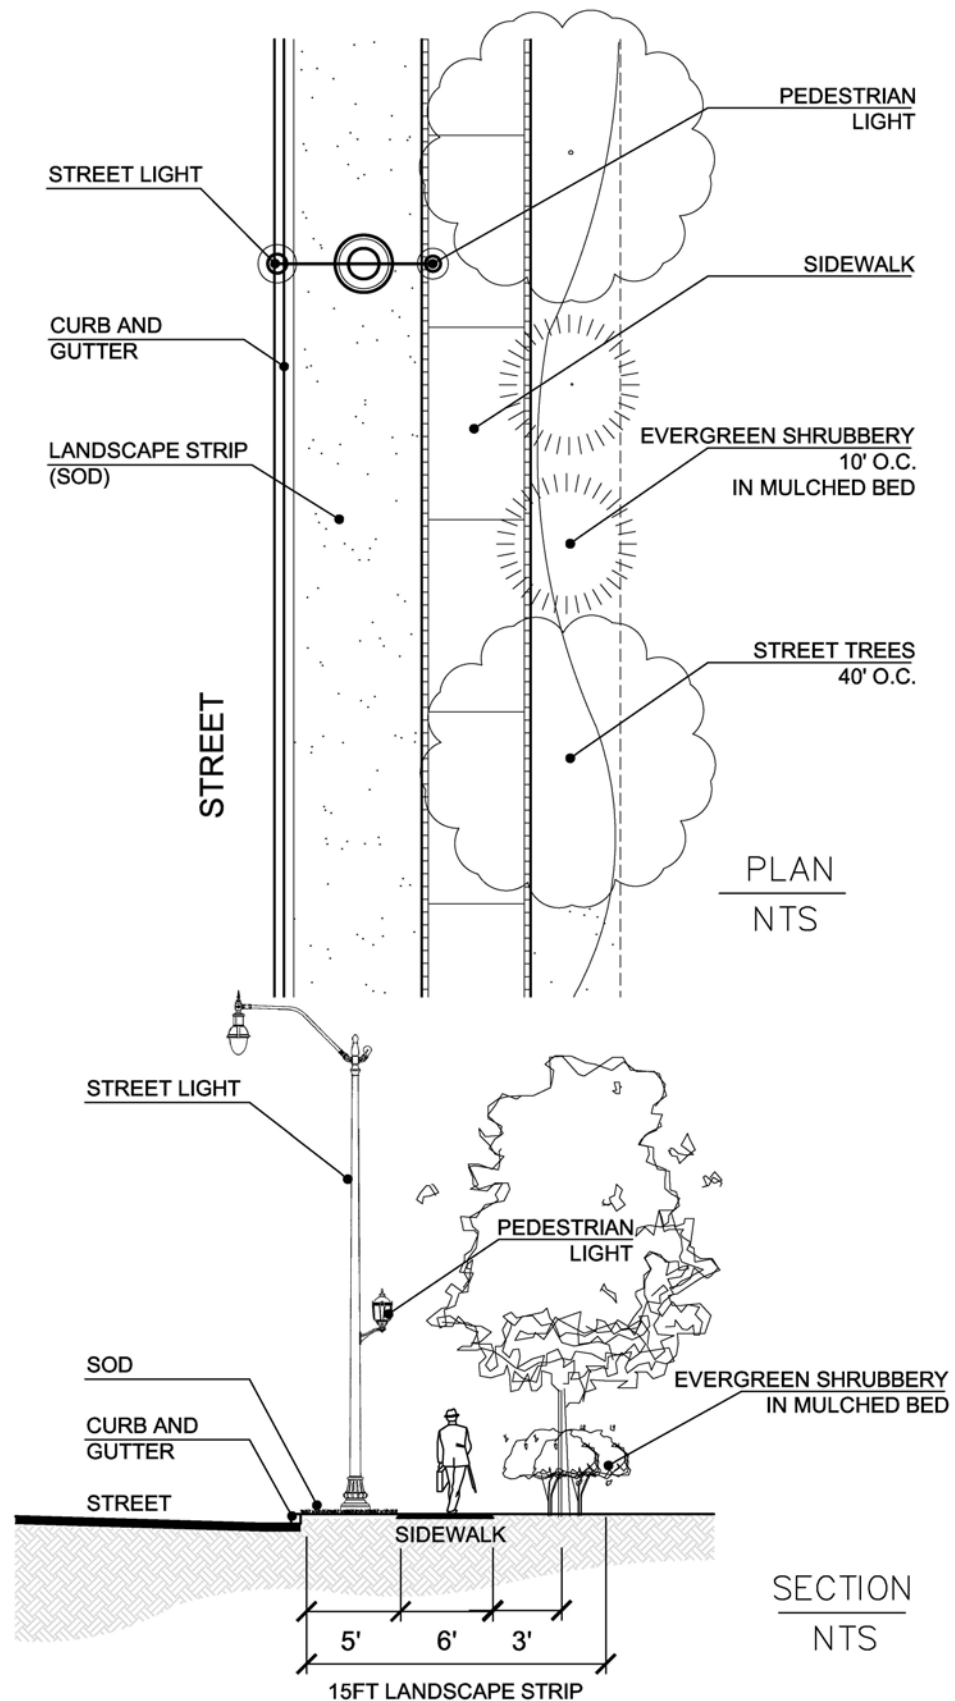 PEDESTRIAN
LIGHT
STREET LIGHT
SIDEWALK
CURB AND
GUTTER
EVERGREEN SHRUBBERY
10' O.C.
IN MULCHED BED
LANDSCAPE STRIP
(SOD)
STREET TREES
40' O.C.
STREET
PLAN
NTS
STREET LIGHT
PEDESTRIAN
LIGHT
SOD
EVERGREEN SHRUBBERY
IN MULCHED BED
CURB AND
GUTTER
STREET
SIDEWALK
SECTION
NTS
5' 6' 3'
15FT LANDSCAPE STRIP